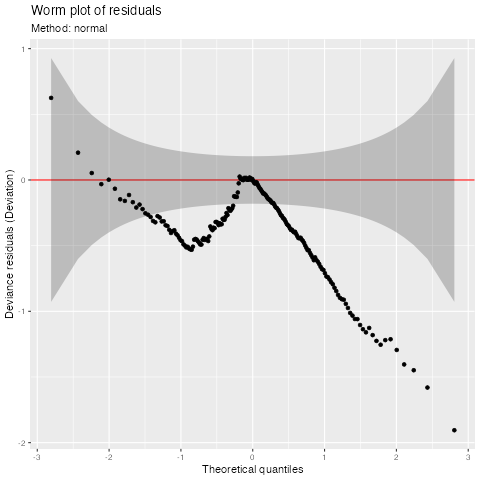 Worm plot of residuals
Method: normal
Deviance residuals (Deviation)
1
0
-1
-2
-3
-2
-1
0
1
2
3
Theoretical quantiles